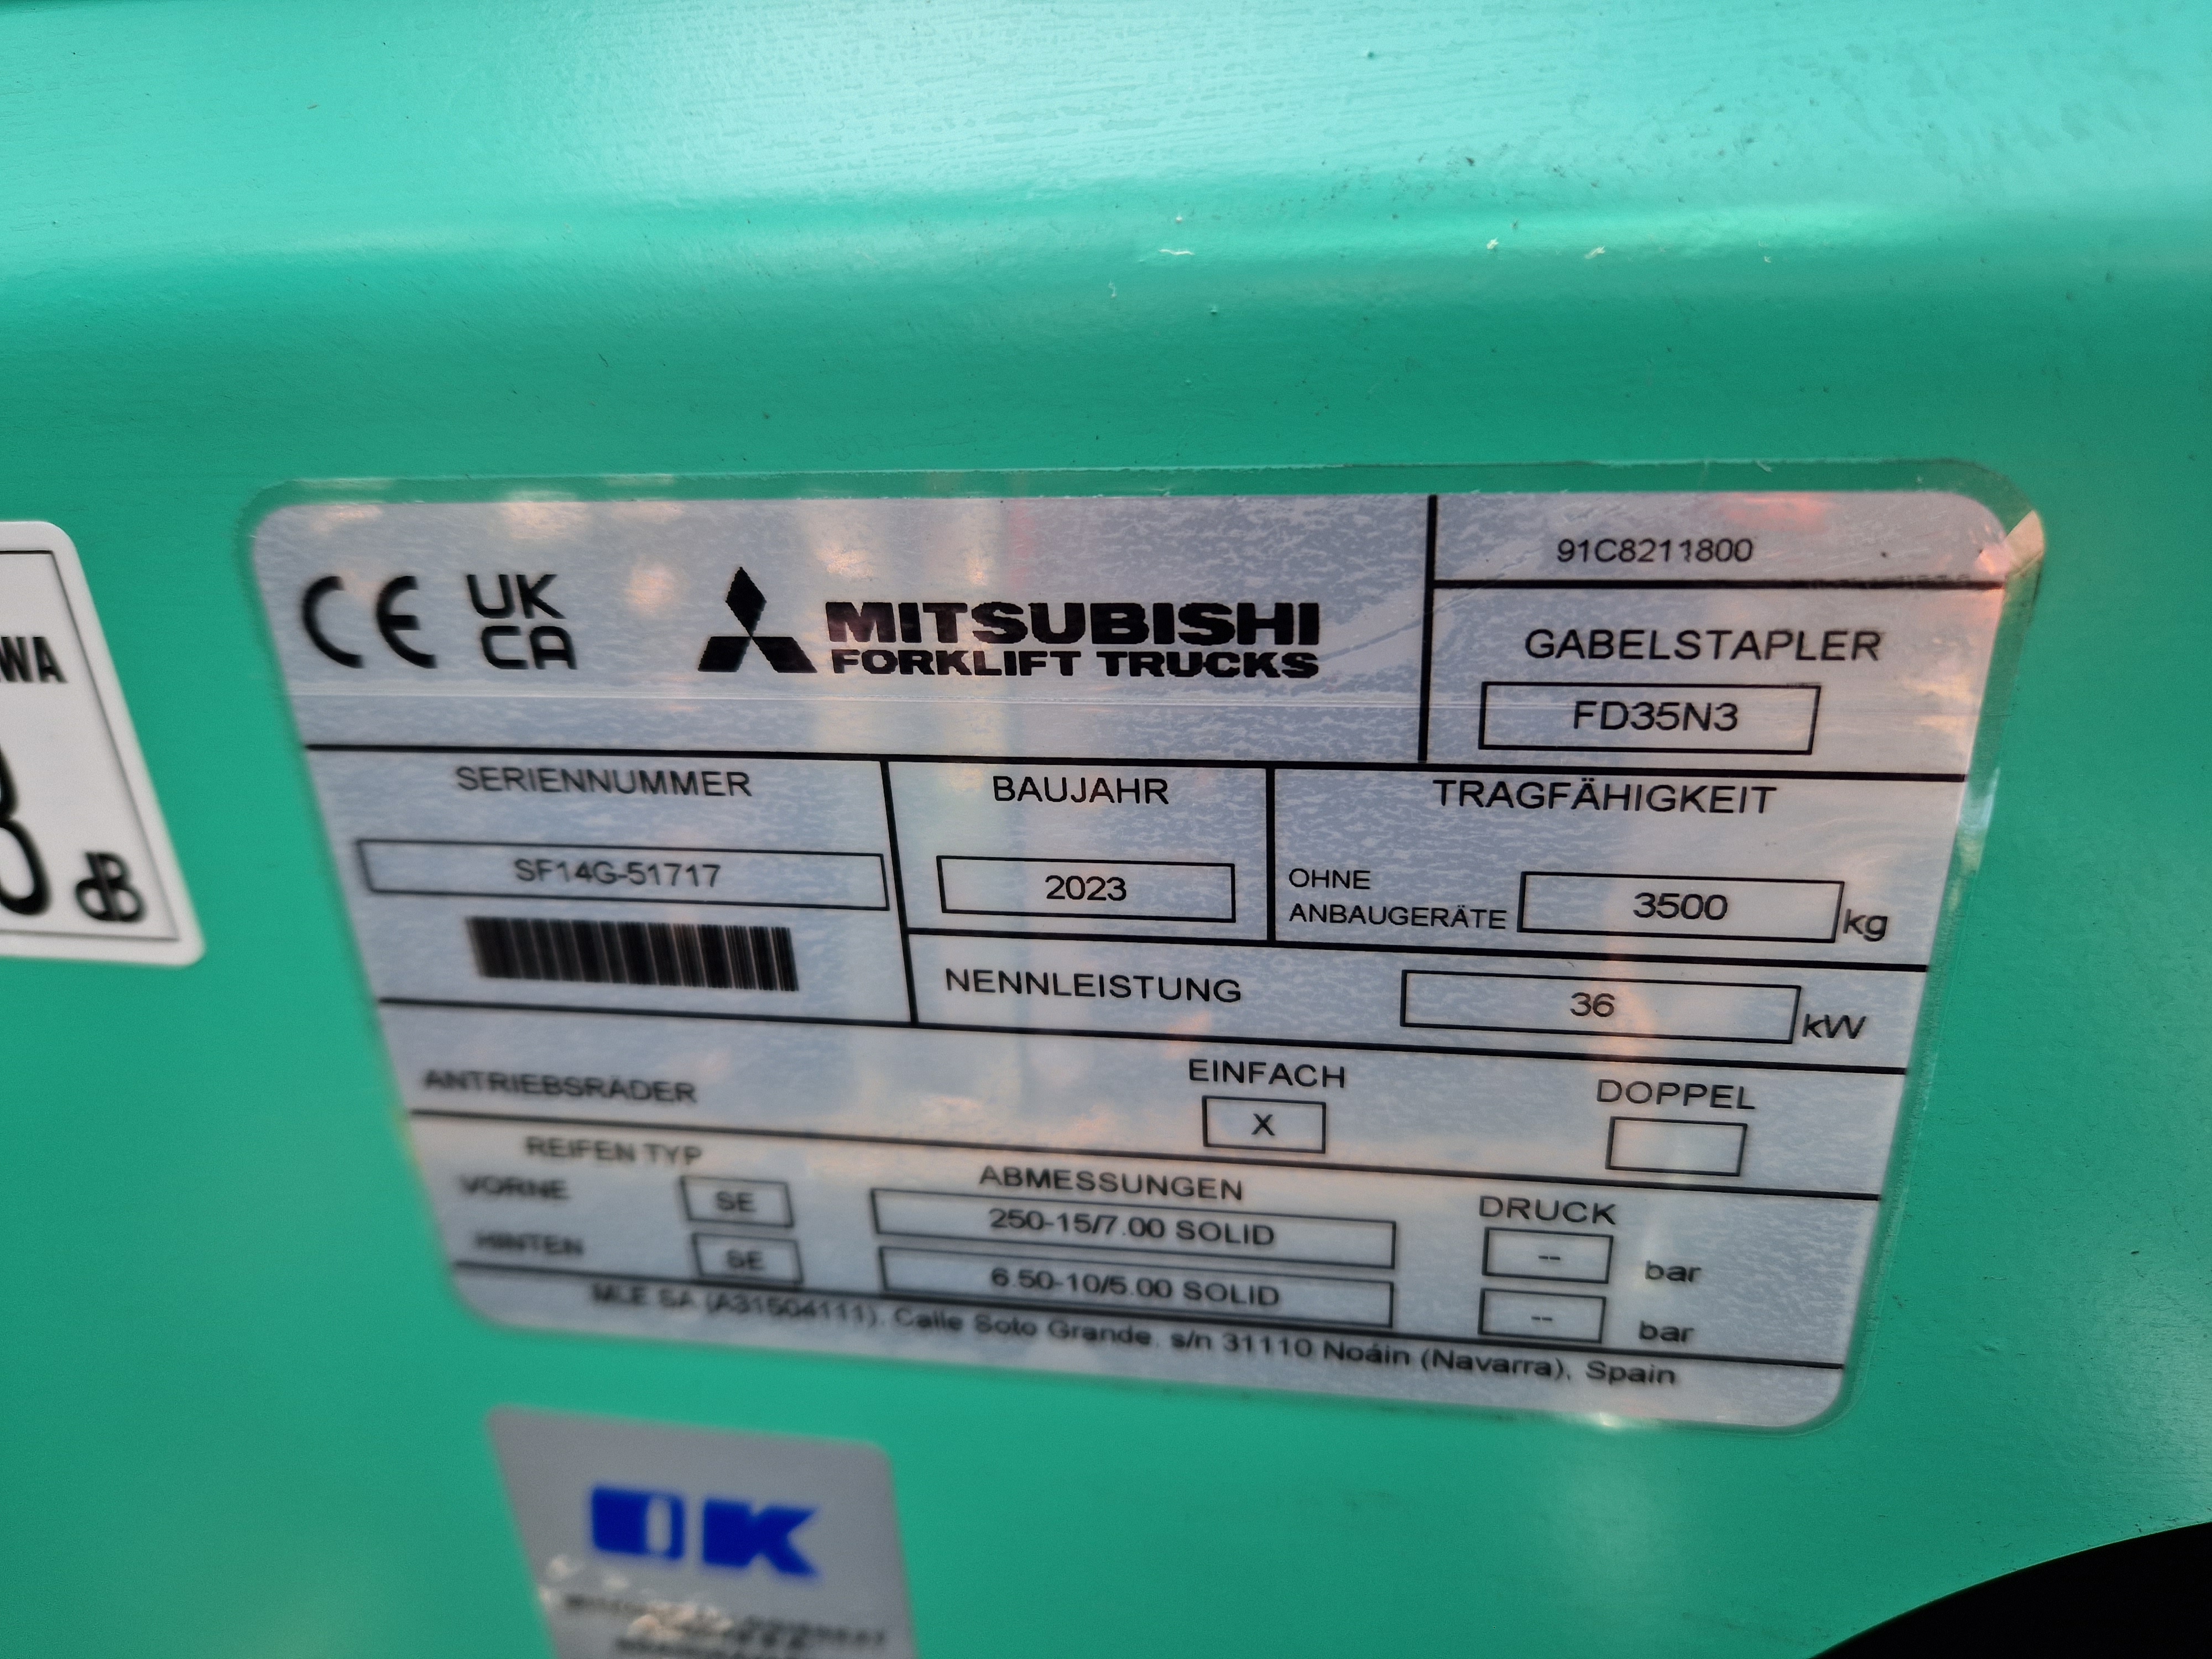 WA
dB
CE UK CA
MITSUBISHI
FORKLIFT TRUCKS
91C8211800
GABELSTAPLER
FD35N3
SERIENNUMMER
SF14G-51717
BAUJAHR
2023
TRAGFÄHIGKEIT
OHNE
ANBAUGERÄTE 3500 kg
NENNLEISTUNG 36 kW
ANTRIEBSRÄDER
EINFACH
X
DOPPEL
REIFEN TYP ABMESSUNGEN DRUCK
VORNE SE 250-15/7.00 SOLID -- bar
HINTEN SE 6.50-10/5.00 SOLID -- bar
MLE SA (A31504111), Calle Soto Grande, s/n 31110 Noáin (Navarra), Spain